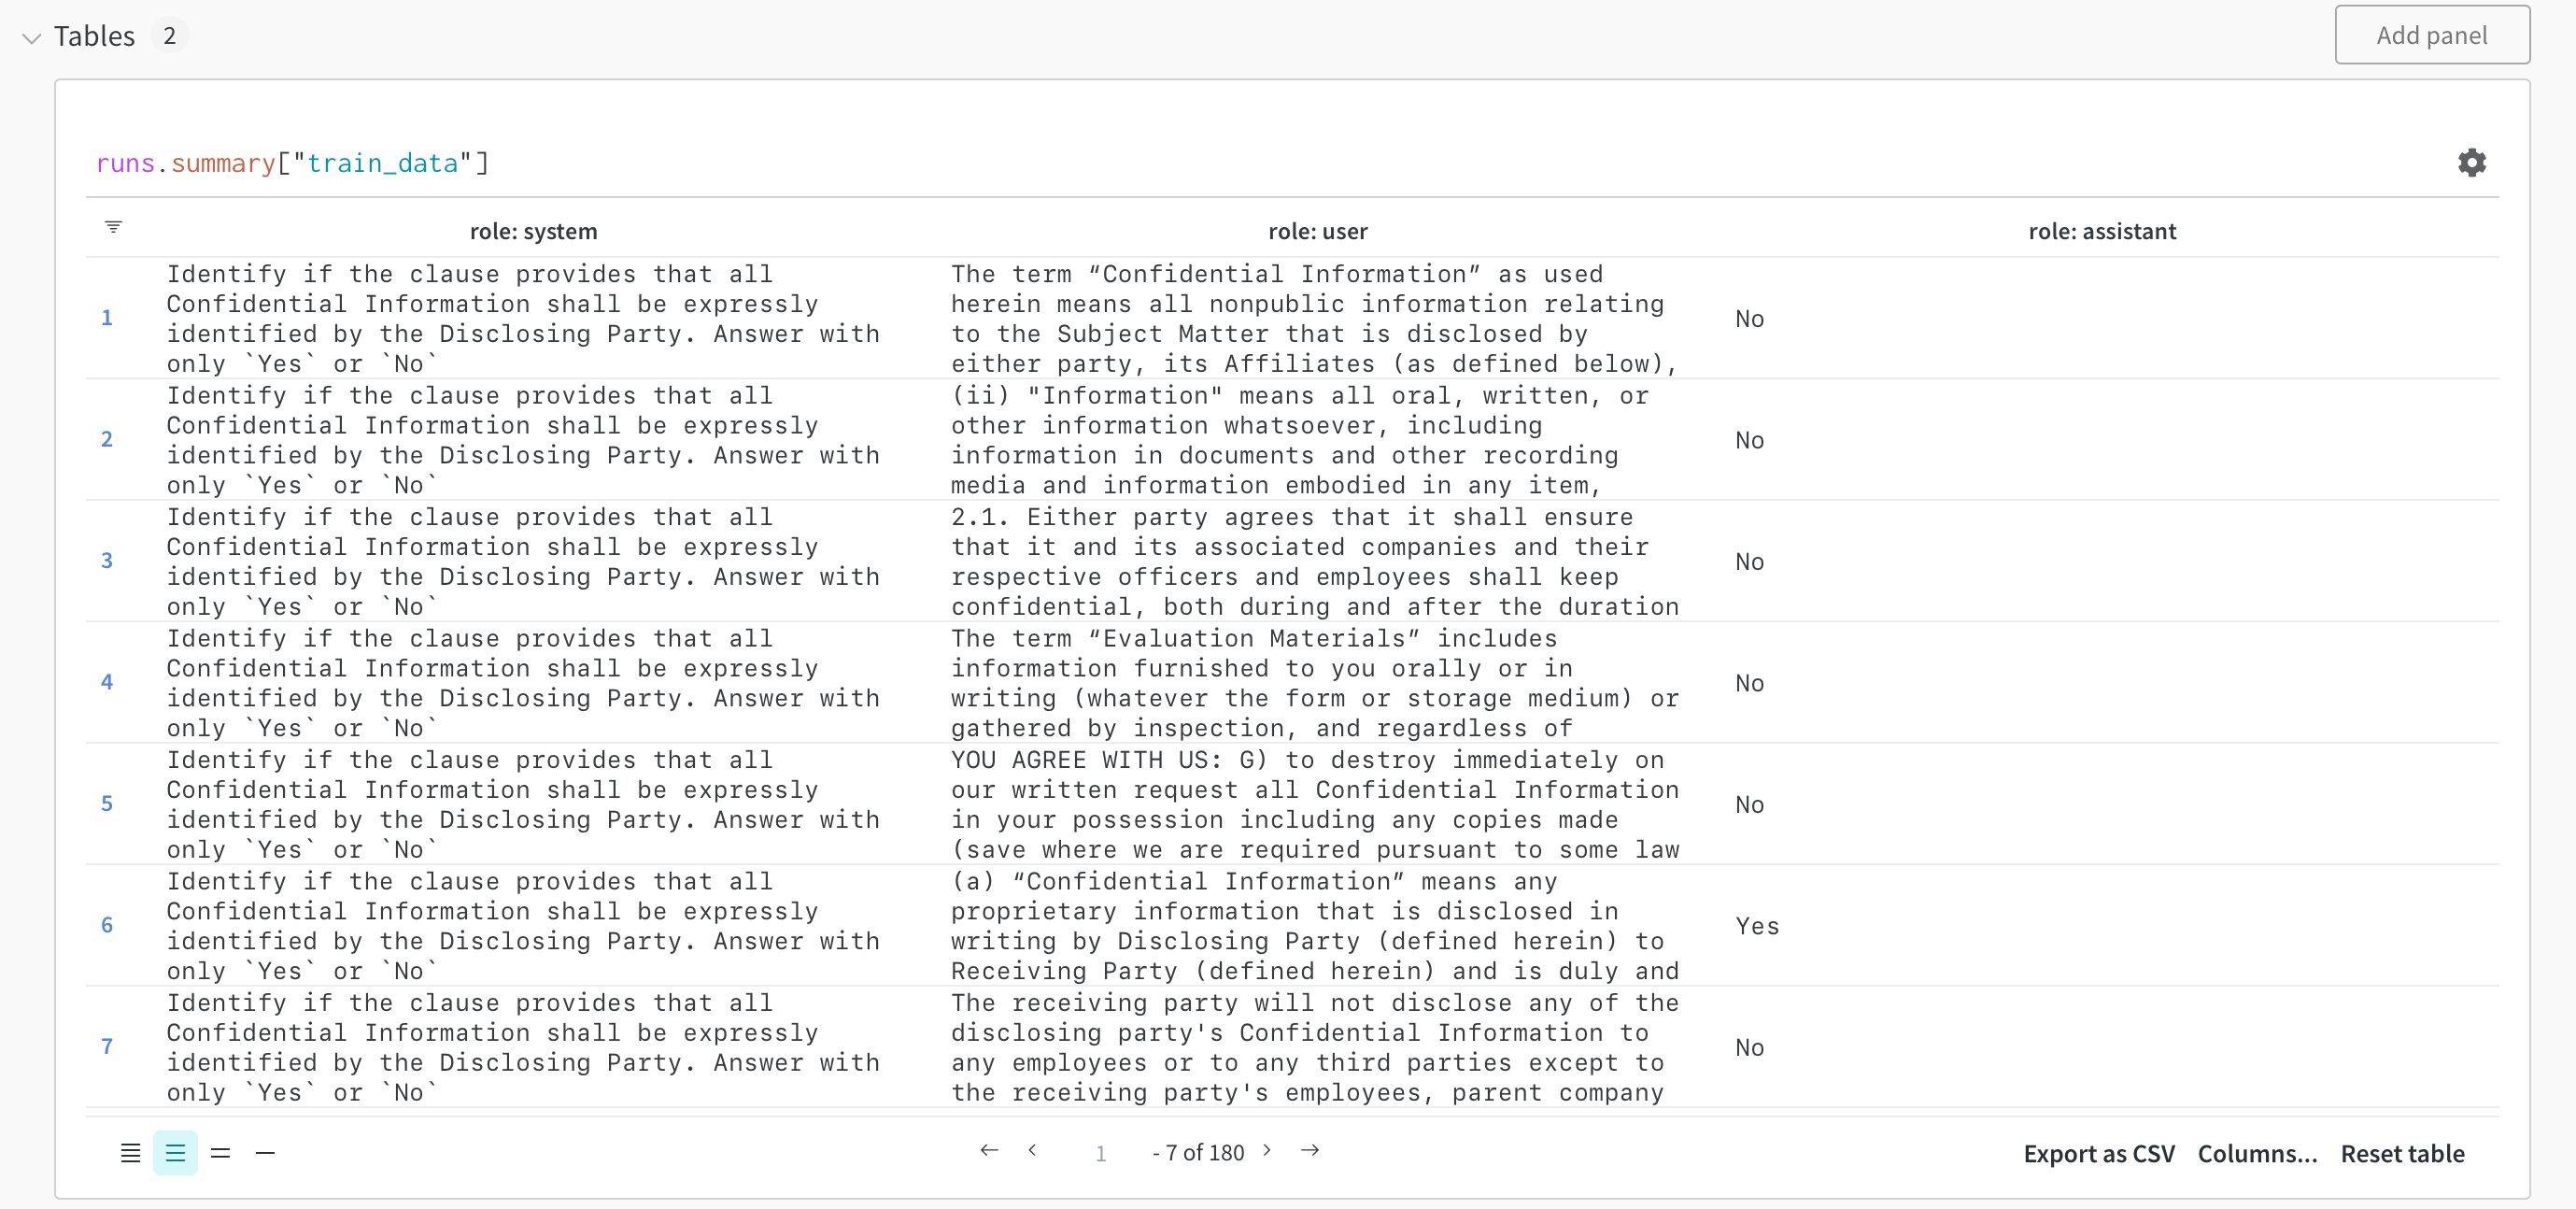 Tables 2
Add panel
runs.summary["train_data"]
role: system role: user role: assistant
1
Identify if the clause provides that all
Confidential Information shall be expressly
identified by the Disclosing Party. Answer with
only `Yes` or `No`
The term “Confidential Information” as used
herein means all nonpublic information relating
to the Subject Matter that is disclosed by
either party, its Affiliates (as defined below),
No
2
Identify if the clause provides that all
Confidential Information shall be expressly
identified by the Disclosing Party. Answer with
only `Yes` or `No`
(ii) "Information" means all oral, written, or
other information whatsoever, including
information in documents and other recording
media and information embodied in any item,
No
3
Identify if the clause provides that all
Confidential Information shall be expressly
identified by the Disclosing Party. Answer with
only `Yes` or `No`
2.1. Either party agrees that it shall ensure
that it and its associated companies and their
respective officers and employees shall keep
confidential, both during and after the duration
No
4
Identify if the clause provides that all
Confidential Information shall be expressly
identified by the Disclosing Party. Answer with
only `Yes` or `No`
The term “Evaluation Materials” includes
information furnished to you orally or in
writing (whatever the form or storage medium) or
gathered by inspection, and regardless of
No
5
Identify if the clause provides that all
Confidential Information shall be expressly
identified by the Disclosing Party. Answer with
only `Yes` or `No`
YOU AGREE WITH US: G) to destroy immediately on
our written request all Confidential Information
in your possession including any copies made
(save where we are required pursuant to some law
No
6
Identify if the clause provides that all
Confidential Information shall be expressly
identified by the Disclosing Party. Answer with
only `Yes` or `No`
(a) “Confidential Information” means any
proprietary information that is disclosed in
writing by Disclosing Party (defined herein) to
Receiving Party (defined herein) and is duly and
Yes
7
Identify if the clause provides that all
Confidential Information shall be expressly
identified by the Disclosing Party. Answer with
only `Yes` or `No`
The receiving party will not disclose any of the
disclosing party's Confidential Information to
any employees or to any third parties except to
the receiving party's employees, parent company
No
1 - 7 of 180
Export as CSV Columns... Reset table